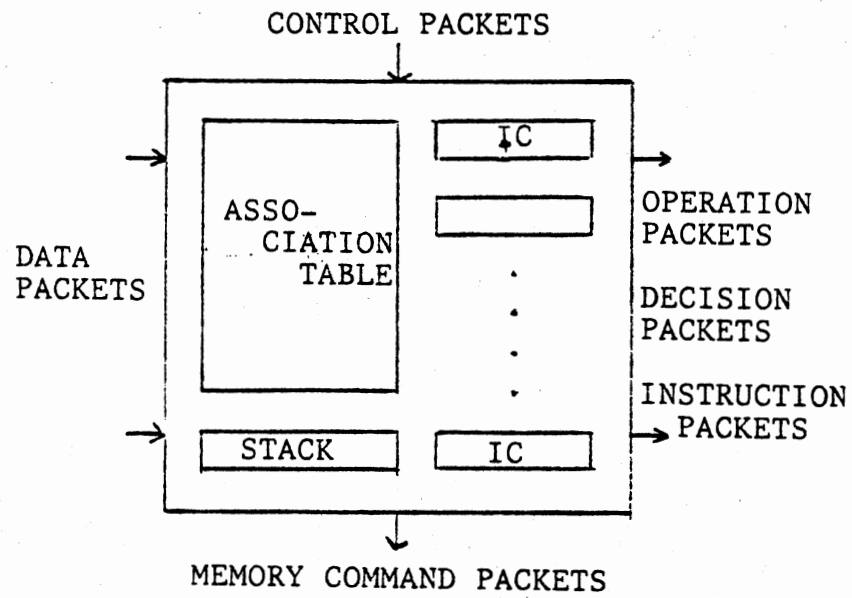 CONTROL PACKETS
IC
ASSO-
CIATION
TABLE
OPERATION
PACKETS
DATA
PACKETS
DECISION
PACKETS
INSTRUCTION
PACKETS
STACK
IC
MEMORY COMMAND PACKETS